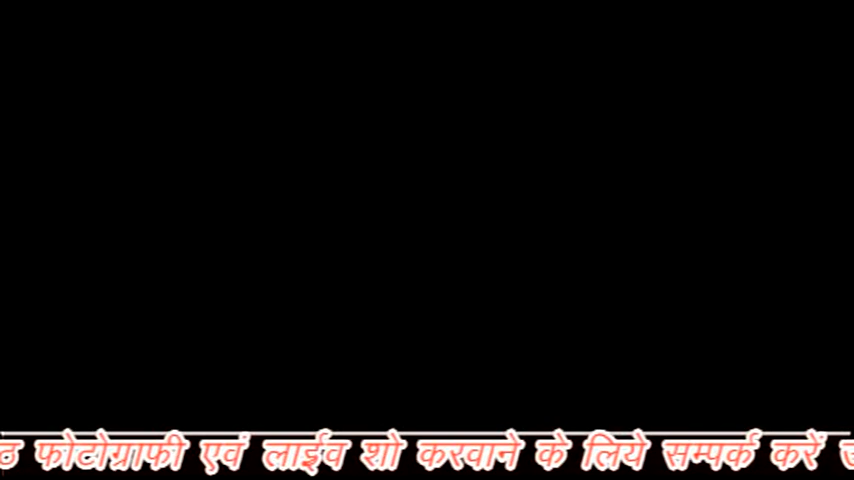 फोटोग्राफी एवं लाईव शो करवाने के लिये सम्पर्क करें